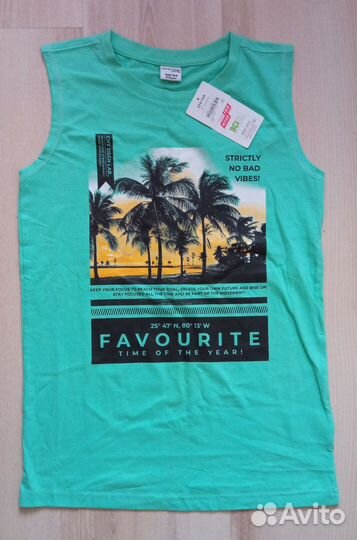 STRICTLY
NO BAD
VIBES!
KEEP YOUR FOCUS TO REACH YOUR GOAL, CREATE YOUR OWN FUTURE AND RISE UP!
STAY FOCUSED ALL THE TIME AND BE PART OF THE MOVEMENT!
25° 47' N, 80° 13' W
FAVOURITE
TIME OF THE YEAR!
Avito